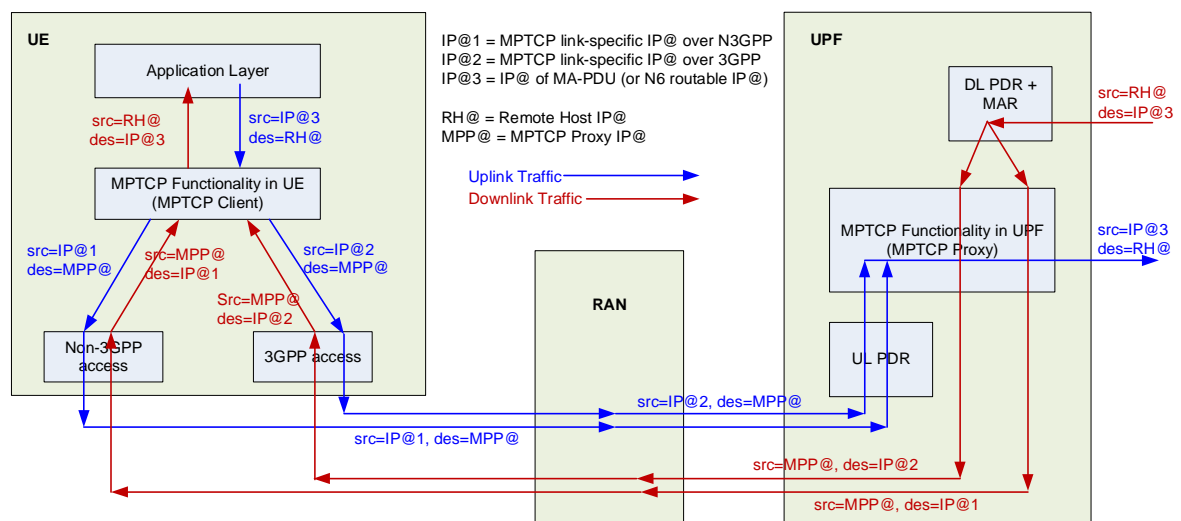 UE
Application Layer
src=RH@
des=IP@3
src=IP@3
des=RH@
MPTCP Functionality in UE
(MPTCP Client)
src=IP@1
des=MPP@
src=MPP@
des=IP@1
src=IP@2
des=MPP@
Src=MPP@
des=IP@2
Non-3GPP
access
3GPP access
IP@1 = MPTCP link-specific IP@ over N3GPP
IP@2 = MPTCP link-specific IP@ over 3GPP
IP@3 = IP@ of MA-PDU (or N6 routable IP@)
RH@ = Remote Host IP@
MPP@ = MPTCP Proxy IP@
Uplink Traffic
Downlink Traffic
RAN
UPF
DL PDR +
MAR
src=RH@
des=IP@3
MPTCP Functionality in UPF
(MPTCP Proxy)
src=IP@3
des=RH@
UL PDR
src=IP@2, des=MPP@
src=IP@1, des=MPP@
src=MPP@, des=IP@2
src=MPP@, des=IP@1